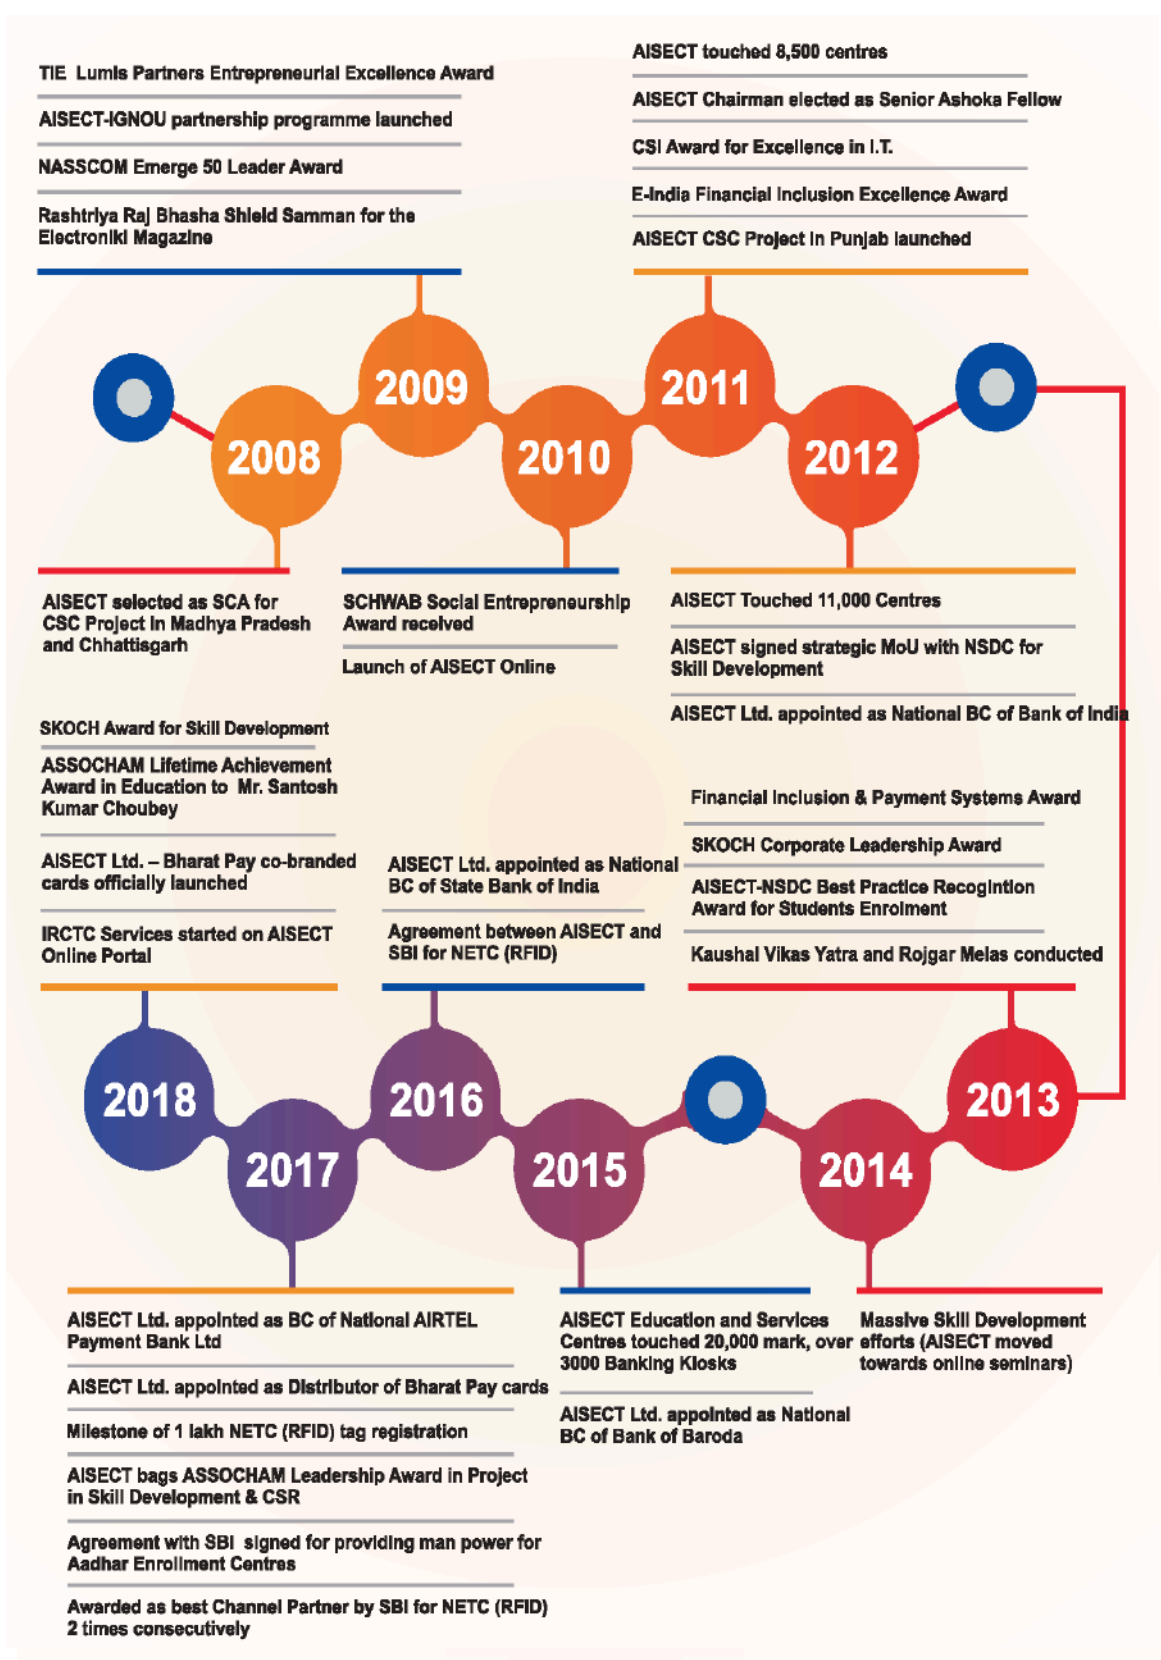 TIE Lumis Partners Entrepreneurial Excellence Award
AISECT-IGNOU partnership programme launched
NASSCOM Emerge 50 Leader Award
Rashtriya Raj Bhasha Shield Samman for the
Electroniki Magazine
AISECT touched 8,500 centres
AISECT Chairman elected as Senior Ashoka Fellow
CSI Award for Excellence in I.T.
E-India Financial Inclusion Excellence Award
AISECT CSC Project in Punjab launched
2008
2009
2010
2011
2012
AISECT selected as SCA for
CSC Project in Madhya Pradesh
and Chhattisgarh
SCHWAB Social Entrepreneurship
Award received
Launch of AISECT Online
AISECT Touched 11,000 Centres
AISECT signed strategic MoU with NSDC for
Skill Development
AISECT Ltd. appointed as National BC of Bank of India
SKOCH Award for Skill Development
ASSOCHAM Lifetime Achievement
Award in Education to Mr. Santosh
Kumar Choubey
AISECT Ltd. – Bharat Pay co-branded
cards officially launched
IRCTC Services started on AISECT
Online Portal
AISECT Ltd. appointed as National
BC of State Bank of India
Agreement between AISECT and
SBI for NETC (RFID)
Financial Inclusion & Payment Systems Award
SKOCH Corporate Leadership Award
AISECT-NSDC Best Practice Recogintion
Award for Students Enrolment
Kaushal Vikas Yatra and Rojgar Melas conducted
2018
2017
2016
2015
2014
2013
AISECT Ltd. appointed as BC of National AIRTEL
Payment Bank Ltd
AISECT Ltd. appointed as Distributor of Bharat Pay cards
Milestone of 1 lakh NETC (RFID) tag registration
AISECT bags ASSOCHAM Leadership Award in Project
in Skill Development & CSR
Agreement with SBI signed for providing man power for
Aadhar Enrollment Centres
Awarded as best Channel Partner by SBI for NETC (RFID)
2 times consecutively
AISECT Education and Services
Centres touched 20,000 mark, over
3000 Banking Kiosks
AISECT Ltd. appointed as National
BC of Bank of Baroda
Massive Skill Development
efforts (AISECT moved
towards online seminars)